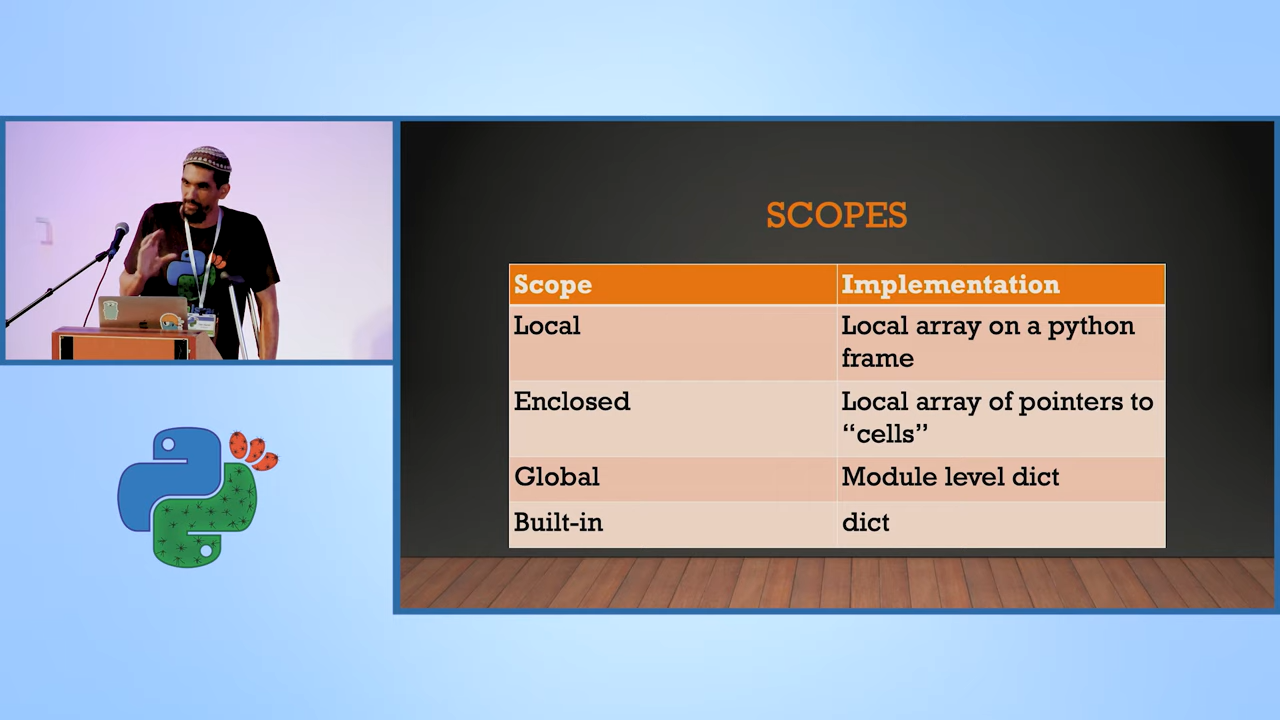 SCOPES
Scope Implementation
Local Local array on a python
frame
Enclosed Local array of pointers to
“cells”
Global Module level dict
Built-in dict